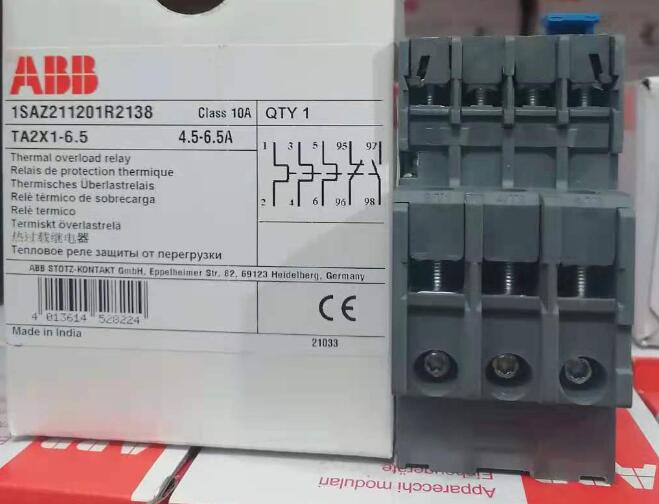 ABB
1SAZ211201R2138 Class 10A QTY 1
TA2X1-6.5 4.5-6.5A
1 3 5 95 97
2 4 6 96 98
Thermal overload relay
Relais de protection thermique
Thermisches Überlastrelais
Relé térmico de sobrecarga
Relè termico
Termiskt överlastrelä
热过载继电器
Тепловое реле защиты от перегрузки
ABB STOTZ-KONTAKT GmbH, Eppelheimer Str. 82, 69123 Heidelberg, Germany
4 013614 528224
CE
Made in India
21033
ABB
ABB
Apparecchi modulari